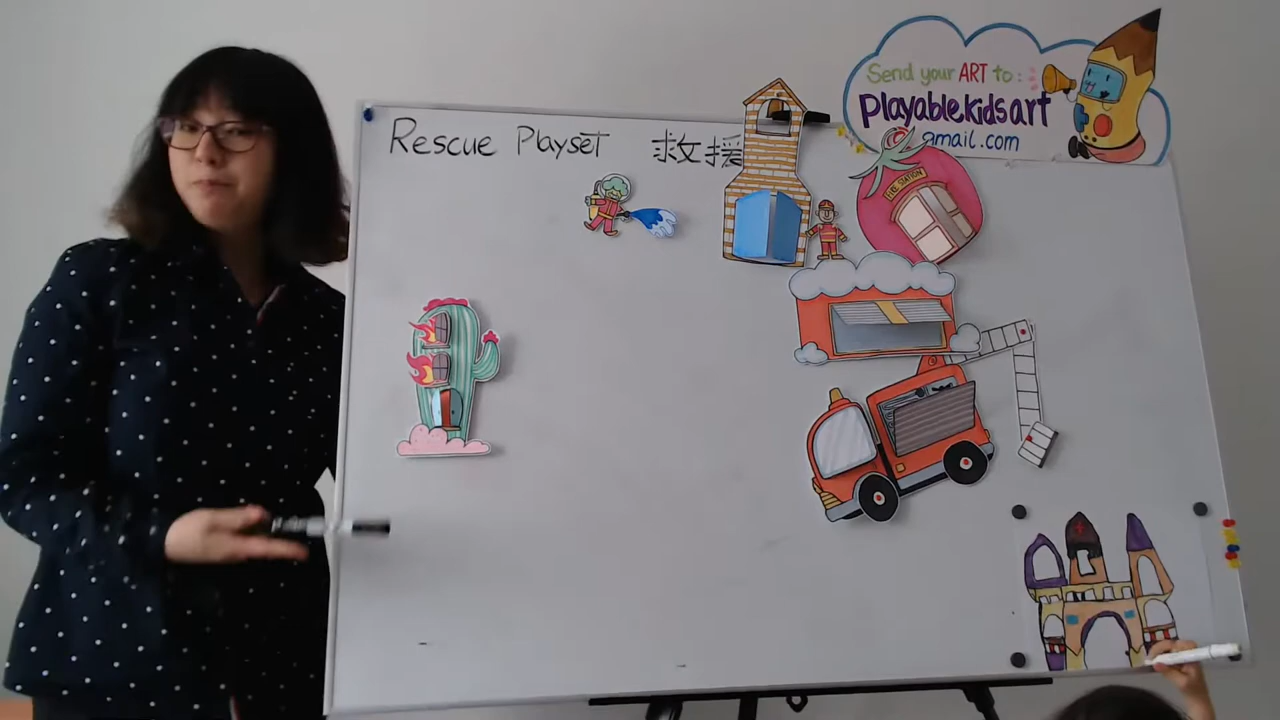 Rescue Playset 救援
Send your ART to:
Playablekidsart
gmail.com
FIRE STATION